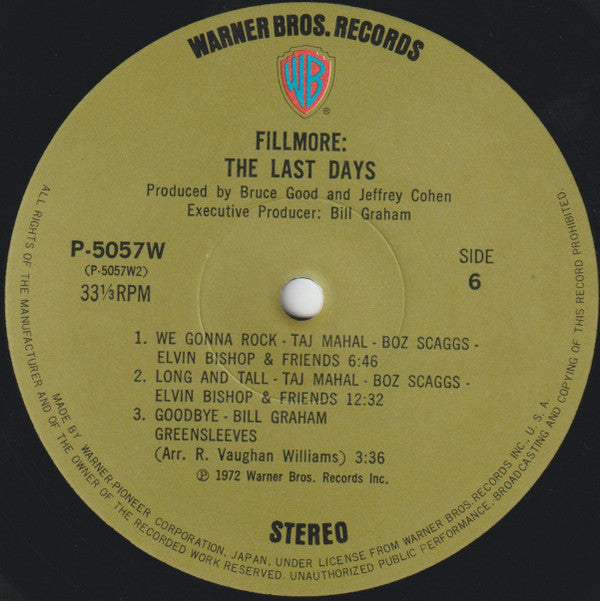 WARNER BROS. RECORDS
WB
®
FILLMORE:
THE LAST DAYS
Produced by Bruce Good and Jeffrey Cohen
Executive Producer: Bill Graham
P-5057W
(P-5057W2)
33⅓RPM
SIDE
6
1. WE GONNA ROCK - TAJ MAHAL - BOZ SCAGGS -
ELVIN BISHOP & FRIENDS 6:46
2. LONG AND TALL - TAJ MAHAL - BOZ SCAGGS -
ELVIN BISHOP & FRIENDS 12:32
3. GOODBYE - BILL GRAHAM
GREENSLEEVES
(Arr. R. Vaughan Williams) 3:36
℗ 1972 Warner Bros. Records Inc.
STEREO
MADE BY WARNER-PIONEER CORPORATION, JAPAN, UNDER LICENSE FROM WARNER BROS. RECORDS INC., U.S.A.
ALL RIGHTS OF THE MANUFACTURER AND OF THE OWNER OF THE RECORDED WORK RESERVED. UNAUTHORIZED PUBLIC PERFORMANCE, BROADCASTING AND COPYING OF THIS RECORD PROHIBITED.